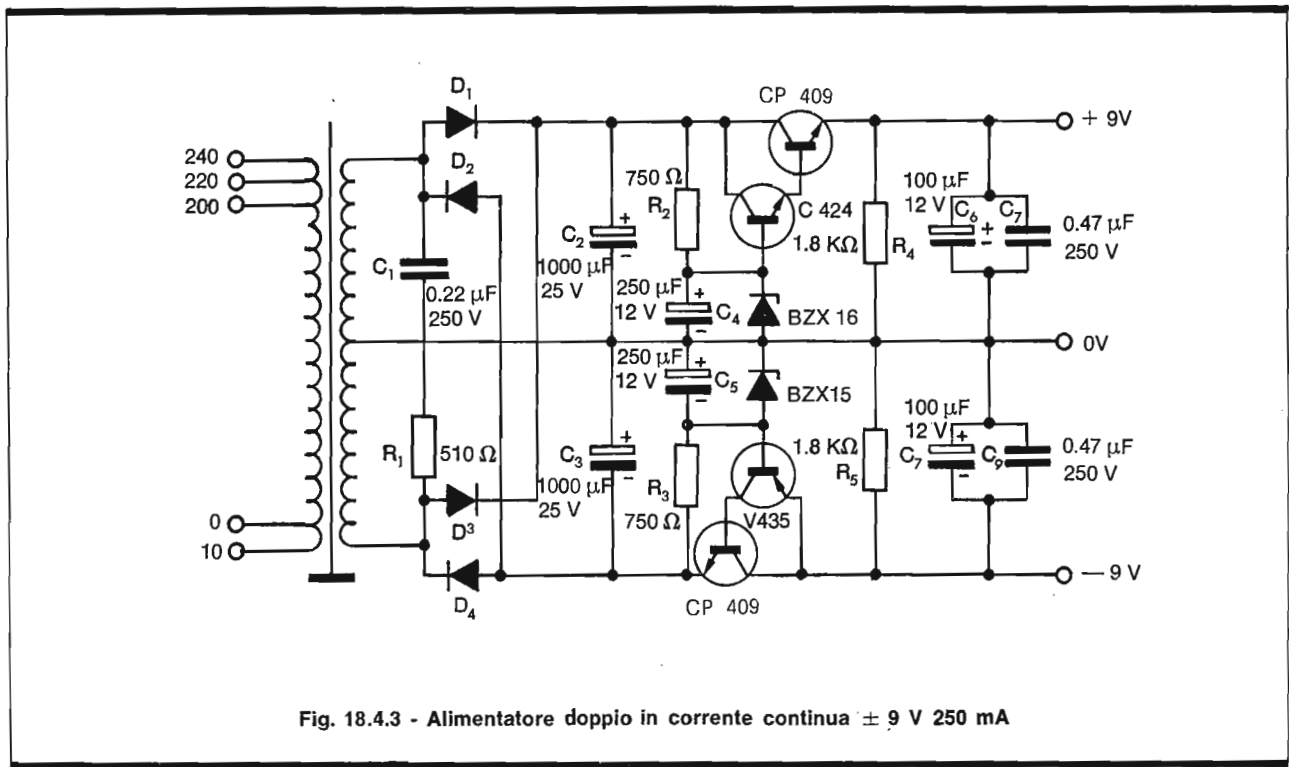 D1
CP 409
+ 9V
240
220
200
D2
750 Ω
R2
C 424
100 µF
12 V
C6
+
-
C7
0.47 µF
250 V
C1
0.22 µF
250 V
C2
+
-
1000 µF
25 V
1.8 KΩ
R4
250 µF
12 V
+
-
C4
BZX 16
0V
250 µF
12 V
+
-
C5
BZX15
R1
510 Ω
C3
+
-
1000 µF
25 V
R3
750 Ω
1.8 KΩ
R5
V435
100 µF
12 V
C7
+
-
C9
0.47 µF
250 V
0
10
D3
D4
CP 409
— 9 V
Fig. 18.4.3 - Alimentatore doppio in corrente continua ± 9 V 250 mA